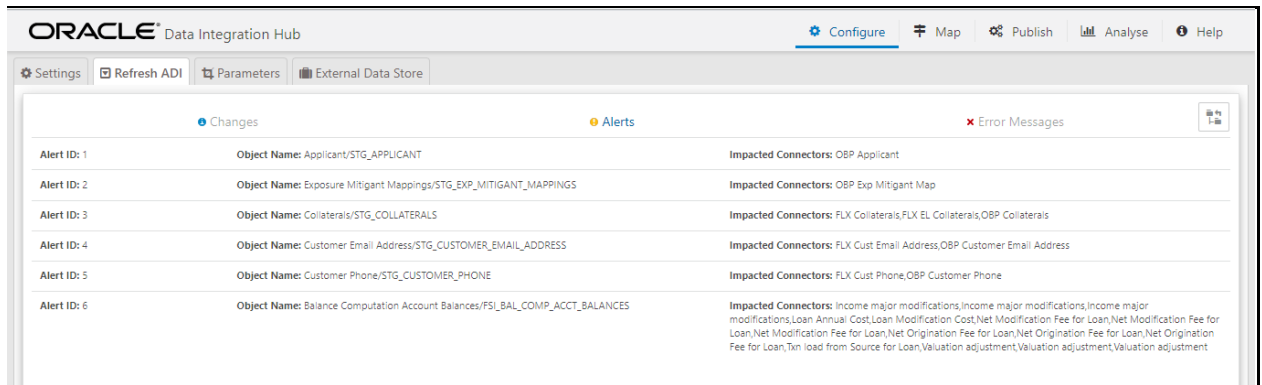 ORACLE® Data Integration Hub
Configure Map Publish Analyse Help
Settings Refresh ADI Parameters External Data Store
Changes Alerts Error Messages
Alert ID: 1 Object Name: Applicant/STG_APPLICANT Impacted Connectors: OBP Applicant
Alert ID: 2 Object Name: Exposure Mitigant Mappings/STG_EXP_MITIGANT_MAPPINGS Impacted Connectors: OBP Exp Mitigant Map
Alert ID: 3 Object Name: Collaterals/STG_COLLATERALS Impacted Connectors: FLX Collaterals,FLX EL Collaterals,OBP Collaterals
Alert ID: 4 Object Name: Customer Email Address/STG_CUSTOMER_EMAIL_ADDRESS Impacted Connectors: FLX Cust Email Address,OBP Customer Email Address
Alert ID: 5 Object Name: Customer Phone/STG_CUSTOMER_PHONE Impacted Connectors: FLX Cust Phone,OBP Customer Phone
Alert ID: 6 Object Name: Balance Computation Account Balances/FSI_BAL_COMP_ACCT_BALANCES Impacted Connectors: Income major modifications,Income major modifications,Income major
modifications,Loan Annual Cost,Loan Modification Cost,Net Modification Fee for Loan,Net Modification Fee for
Loan,Net Modification Fee for Loan,Net Origination Fee for Loan,Net Origination Fee for Loan,Net Origination
Fee for Loan,Txn load from Source for Loan,Valuation adjustment,Valuation adjustment,Valuation adjustment